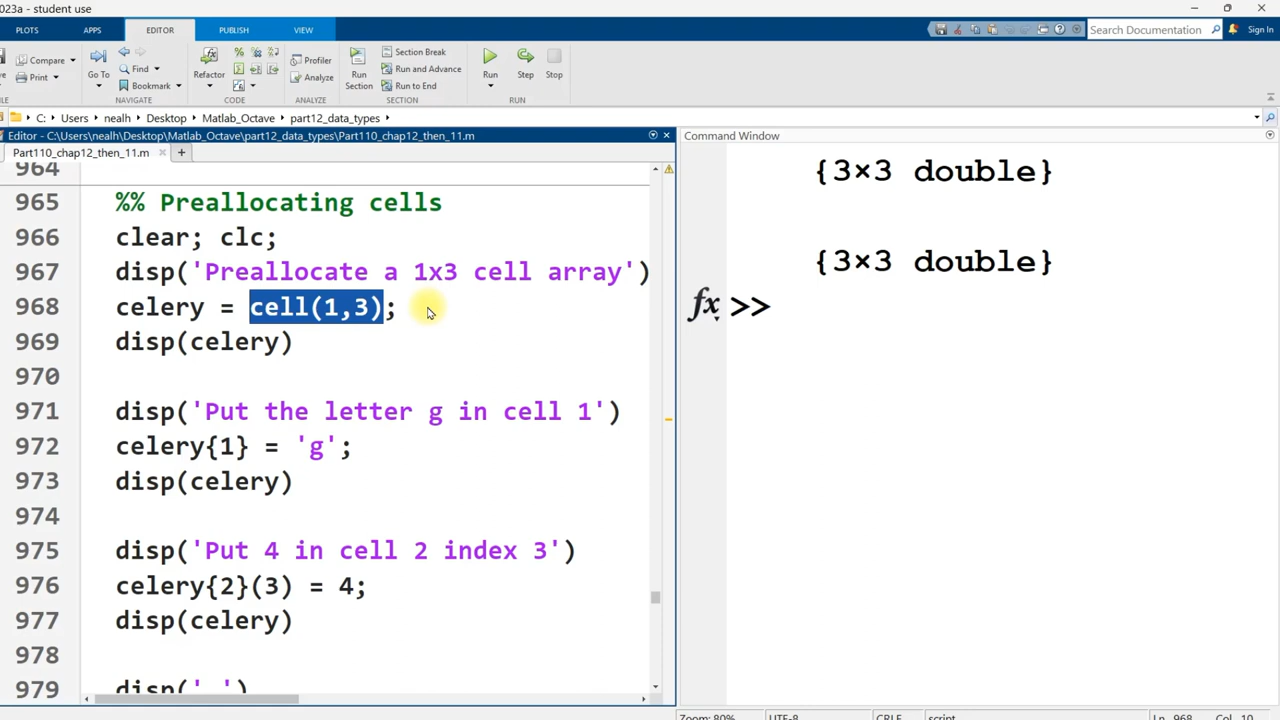 023a - student use
PLOTS APPS EDITOR PUBLISH VIEW
Search Documentation Sign In
Compare
Print
Go To
Find
Bookmark
NAVIGATE
Refactor
CODE
Profiler
Analyze
ANALYZE
Run Section
Section Break
Run and Advance
Run to End
SECTION
Run Step Stop
RUN
C: Users nealh Desktop Matlab_Octave part12_data_types
Editor - C:\Users\nealh\Desktop\Matlab_Octave\part12_data_types\Part110_chap12_then_11.m
Part110_chap12_then_11.m +
964
965 %% Preallocating cells
966 clear; clc;
967 disp('Preallocate a 1x3 cell array')
968 celery = cell(1,3);
969 disp(celery)
970
971 disp('Put the letter g in cell 1')
972 celery{1} = 'g';
973 disp(celery)
974
975 disp('Put 4 in cell 2 index 3')
976 celery{2}(3) = 4;
977 disp(celery)
978
979 disp(' ')
Command Window
{3×3 double}
{3×3 double}
fx >>
Zoom: 80% UTF-8 CRLF script Ln 968 Col 10